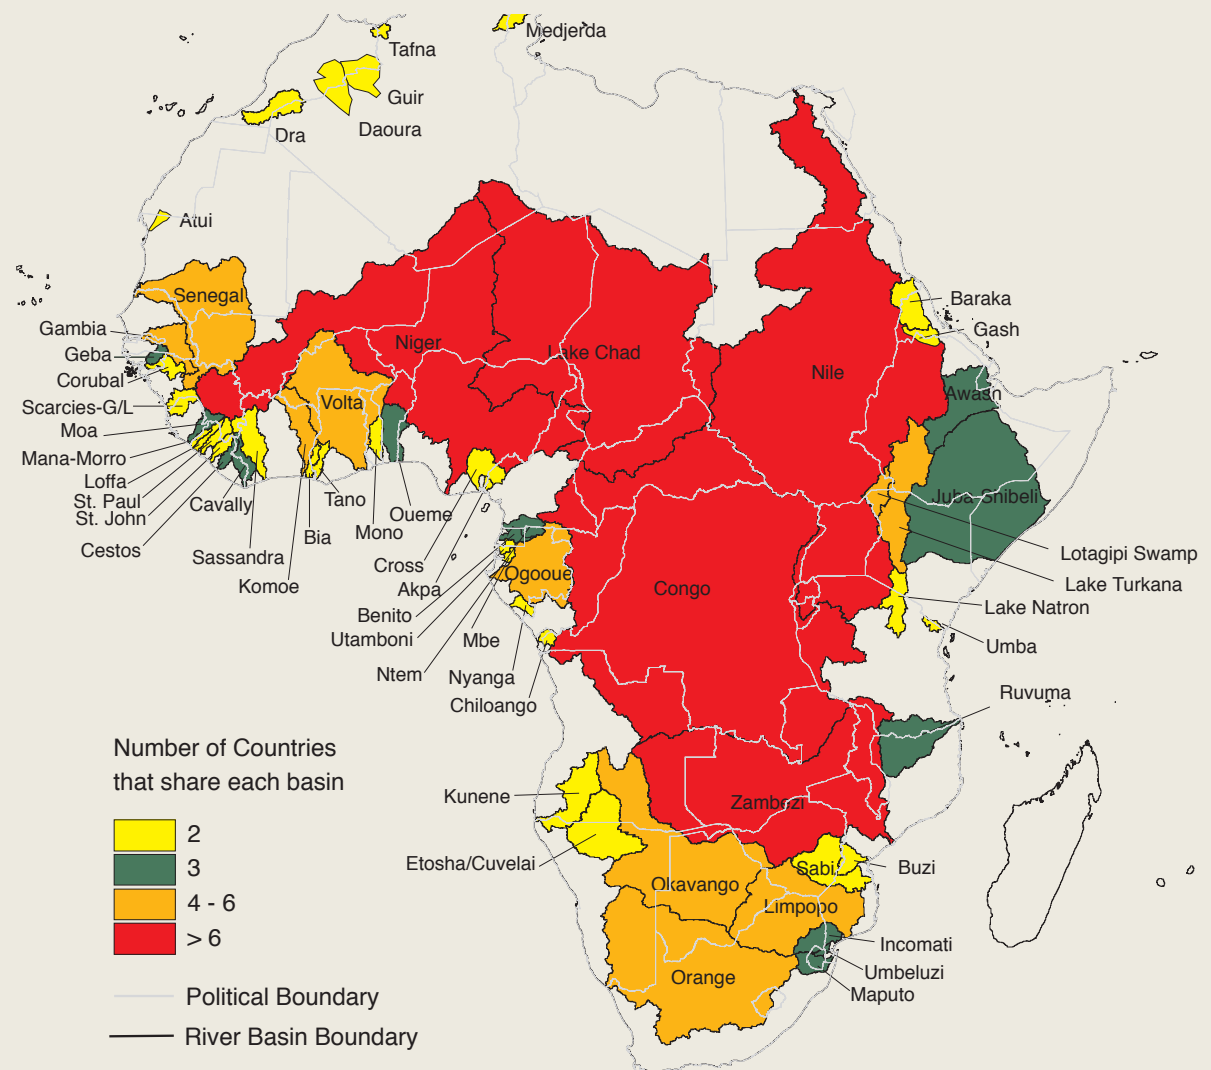 Medjerda
Tafna
Guir
Daoura
Dra
Atui
Senegal
Gambia
Geba
Corubal
Scarcies-G/L
Moa
Mana-Morro
Loffa
St. Paul
St. John
Cestos
Cavally
Sassandra
Komoe
Bia
Tano
Mono
Oueme
Cross
Akpa
Benito
Utamboni
Ntem
Mbe
Nyanga
Chiloango
Volta
Niger
Lake Chad
Nile
Baraka
Gash
Awash
Juba-Shibeli
Lotagipi Swamp
Lake Turkana
Lake Natron
Umba
Ruvuma
Ogooue
Congo
Zambezi
Kunene
Etosha/Cuvelai
Okavango
Sabi
Buzi
Limpopo
Incomati
Umbeluzi
Maputo
Orange
Number of Countries
that share each basin
2
3
4 - 6
> 6
Political Boundary
River Basin Boundary